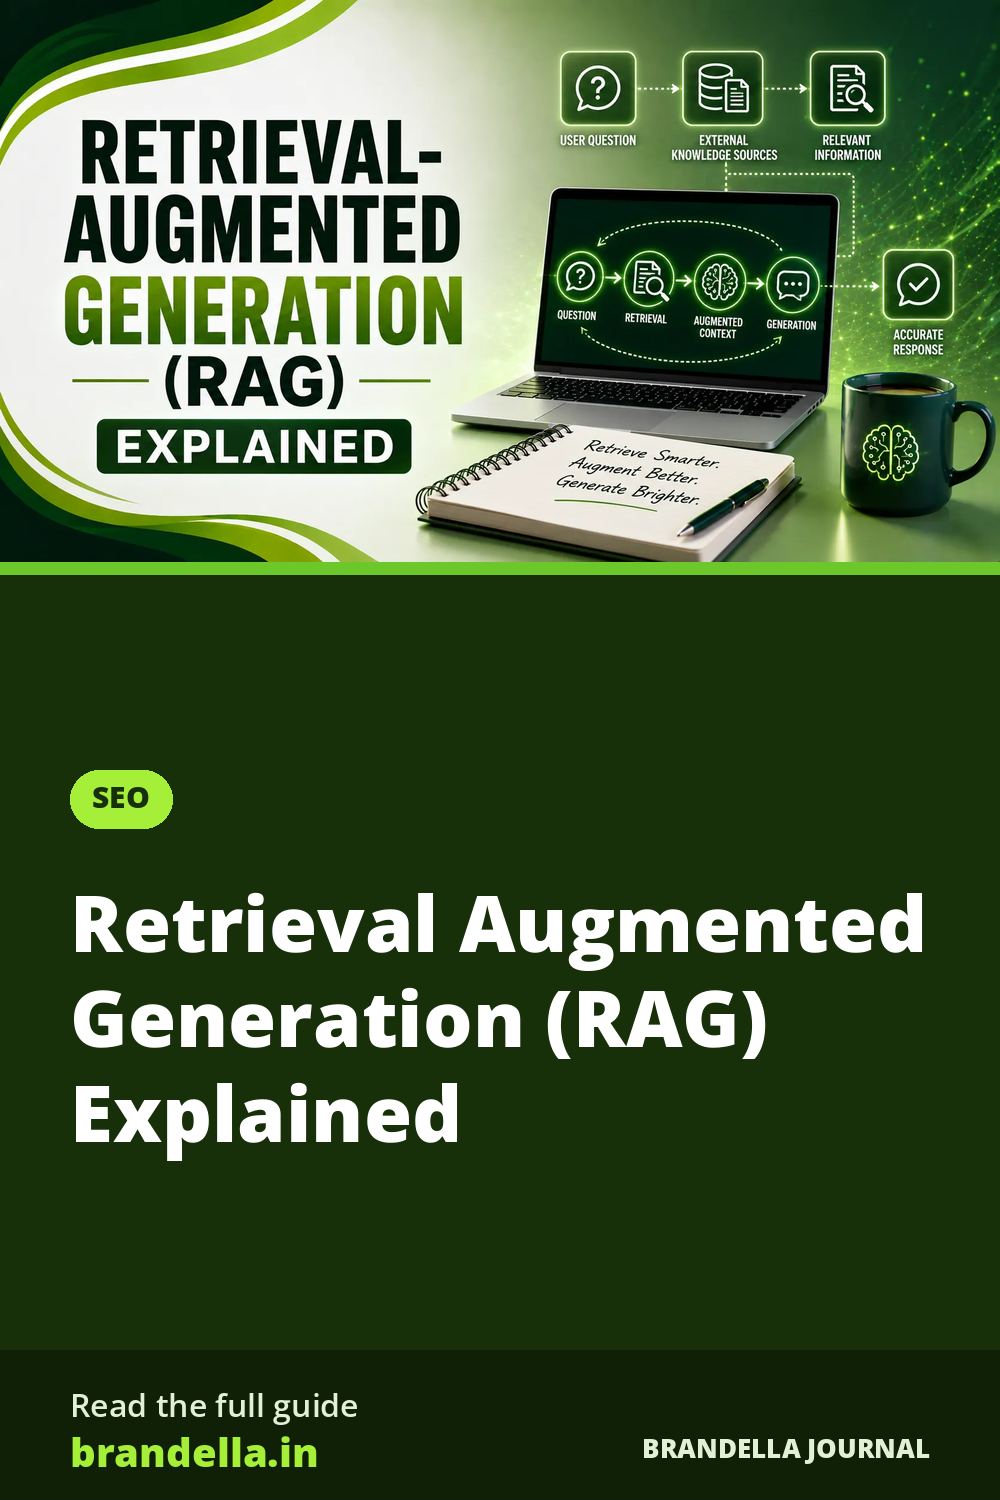 RETRIEVAL-
AUGMENTED
GENERATION
(RAG)
EXPLAINED
USER QUESTION
EXTERNAL
KNOWLEDGE SOURCES
RELEVANT
INFORMATION
QUESTION
RETRIEVAL
AUGMENTED
CONTEXT
GENERATION
ACCURATE
RESPONSE
Retrieve Smarter.
Augment Better.
Generate Brighter.
SEO
Retrieval Augmented
Generation (RAG)
Explained
Read the full guide
brandella.in
BRANDELLA JOURNAL